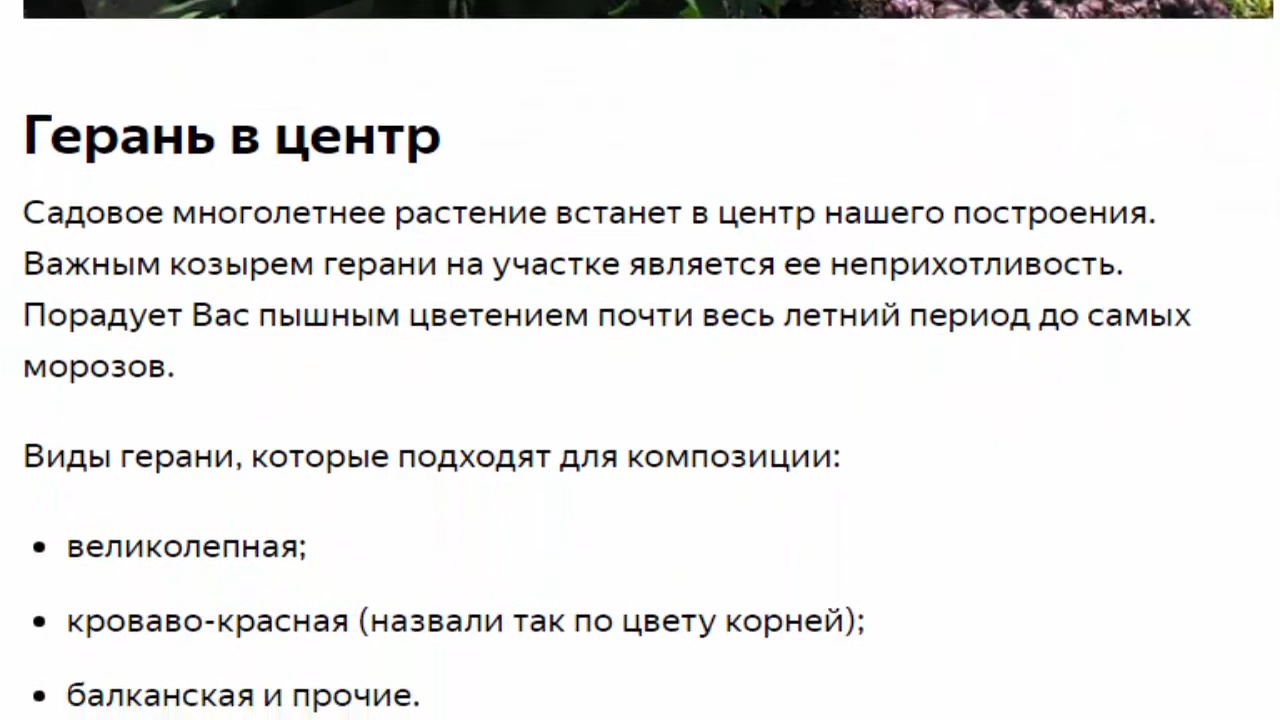 Герань в центр
Садовое многолетнее растение встанет в центр нашего построения.
Важным козырем герани на участке является ее неприхотливость.
Порадует Вас пышным цветением почти весь летний период до самых
морозов.
Виды герани, которые подходят для композиции:
• великолепная;
• кроваво-красная (назвали так по цвету корней);
• балканская и прочие.